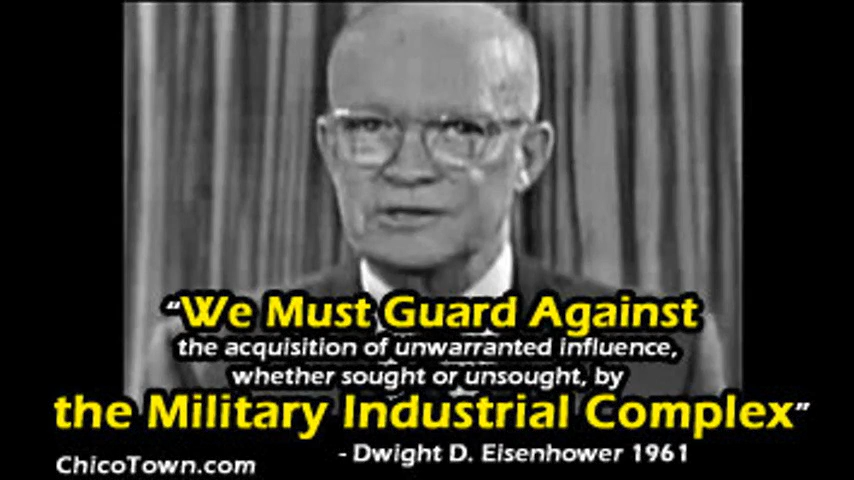 “We Must Guard Against
the acquisition of unwarranted influence,
whether sought or unsought, by
the Military Industrial Complex”
- Dwight D. Eisenhower 1961
ChicoTown.com